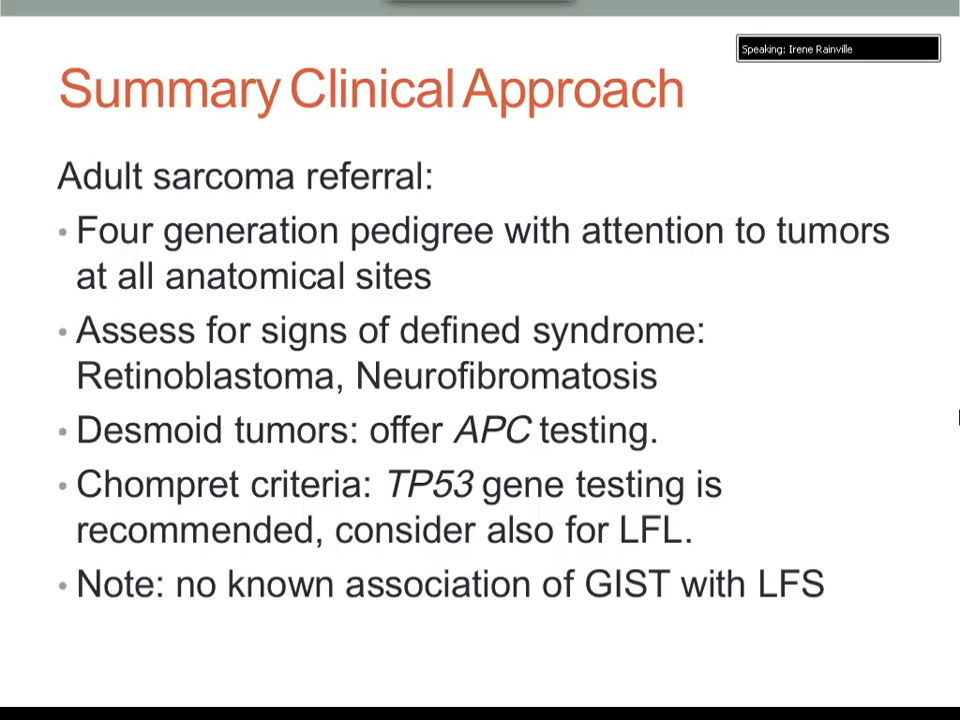 Speaking: Irene Rainville
Summary Clinical Approach
Adult sarcoma referral:
• Four generation pedigree with attention to tumors
at all anatomical sites
• Assess for signs of defined syndrome:
Retinoblastoma, Neurofibromatosis
• Desmoid tumors: offer APC testing.
• Chompret criteria: TP53 gene testing is
recommended, consider also for LFL.
• Note: no known association of GIST with LFS